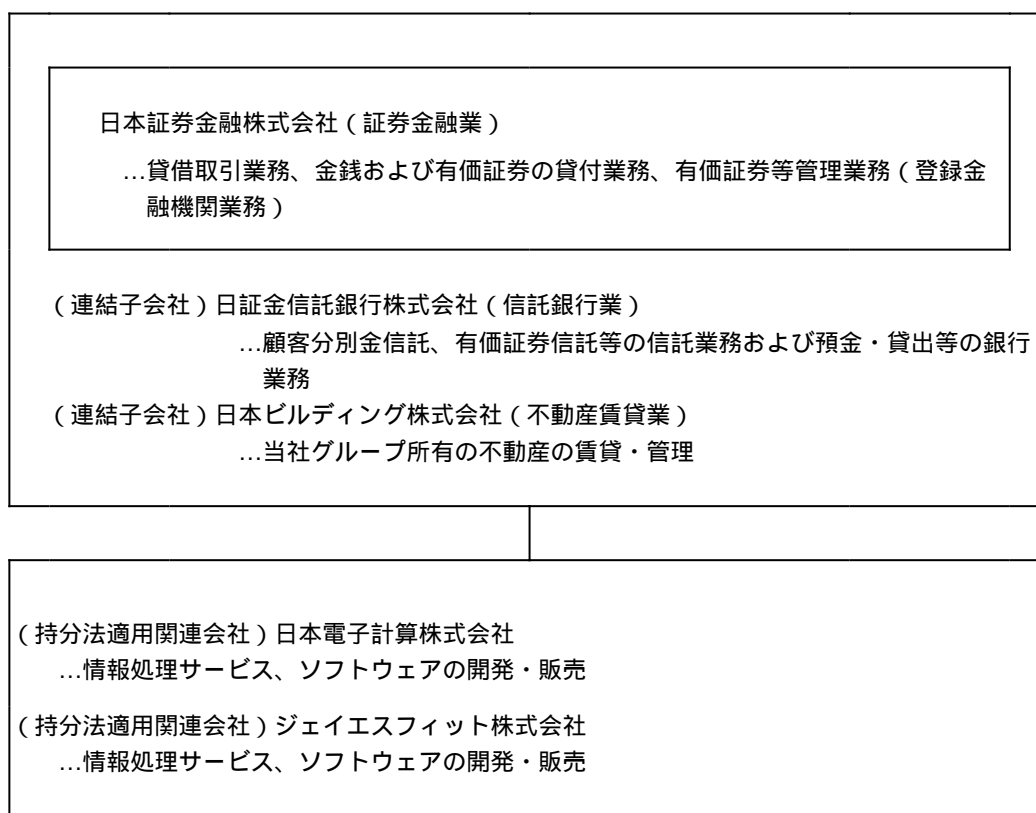 日本証券金融株式会社(証券金融業)
…貸借取引業務、金銭および有価証券の貸付業務、有価証券等管理業務(登録金
融機関業務)
(連結子会社)日証金信託銀行株式会社(信託銀行業)
…顧客分別金信託、有価証券信託等の信託業務および預金・貸出等の銀行
業務
(連結子会社)日本ビルディング株式会社(不動産賃貸業)
…当社グループ所有の不動産の賃貸・管理
(持分法適用関連会社)日本電子計算株式会社
…情報処理サービス、ソフトウェアの開発・販売
(持分法適用関連会社)ジェイエスフィット株式会社
…情報処理サービス、ソフトウェアの開発・販売